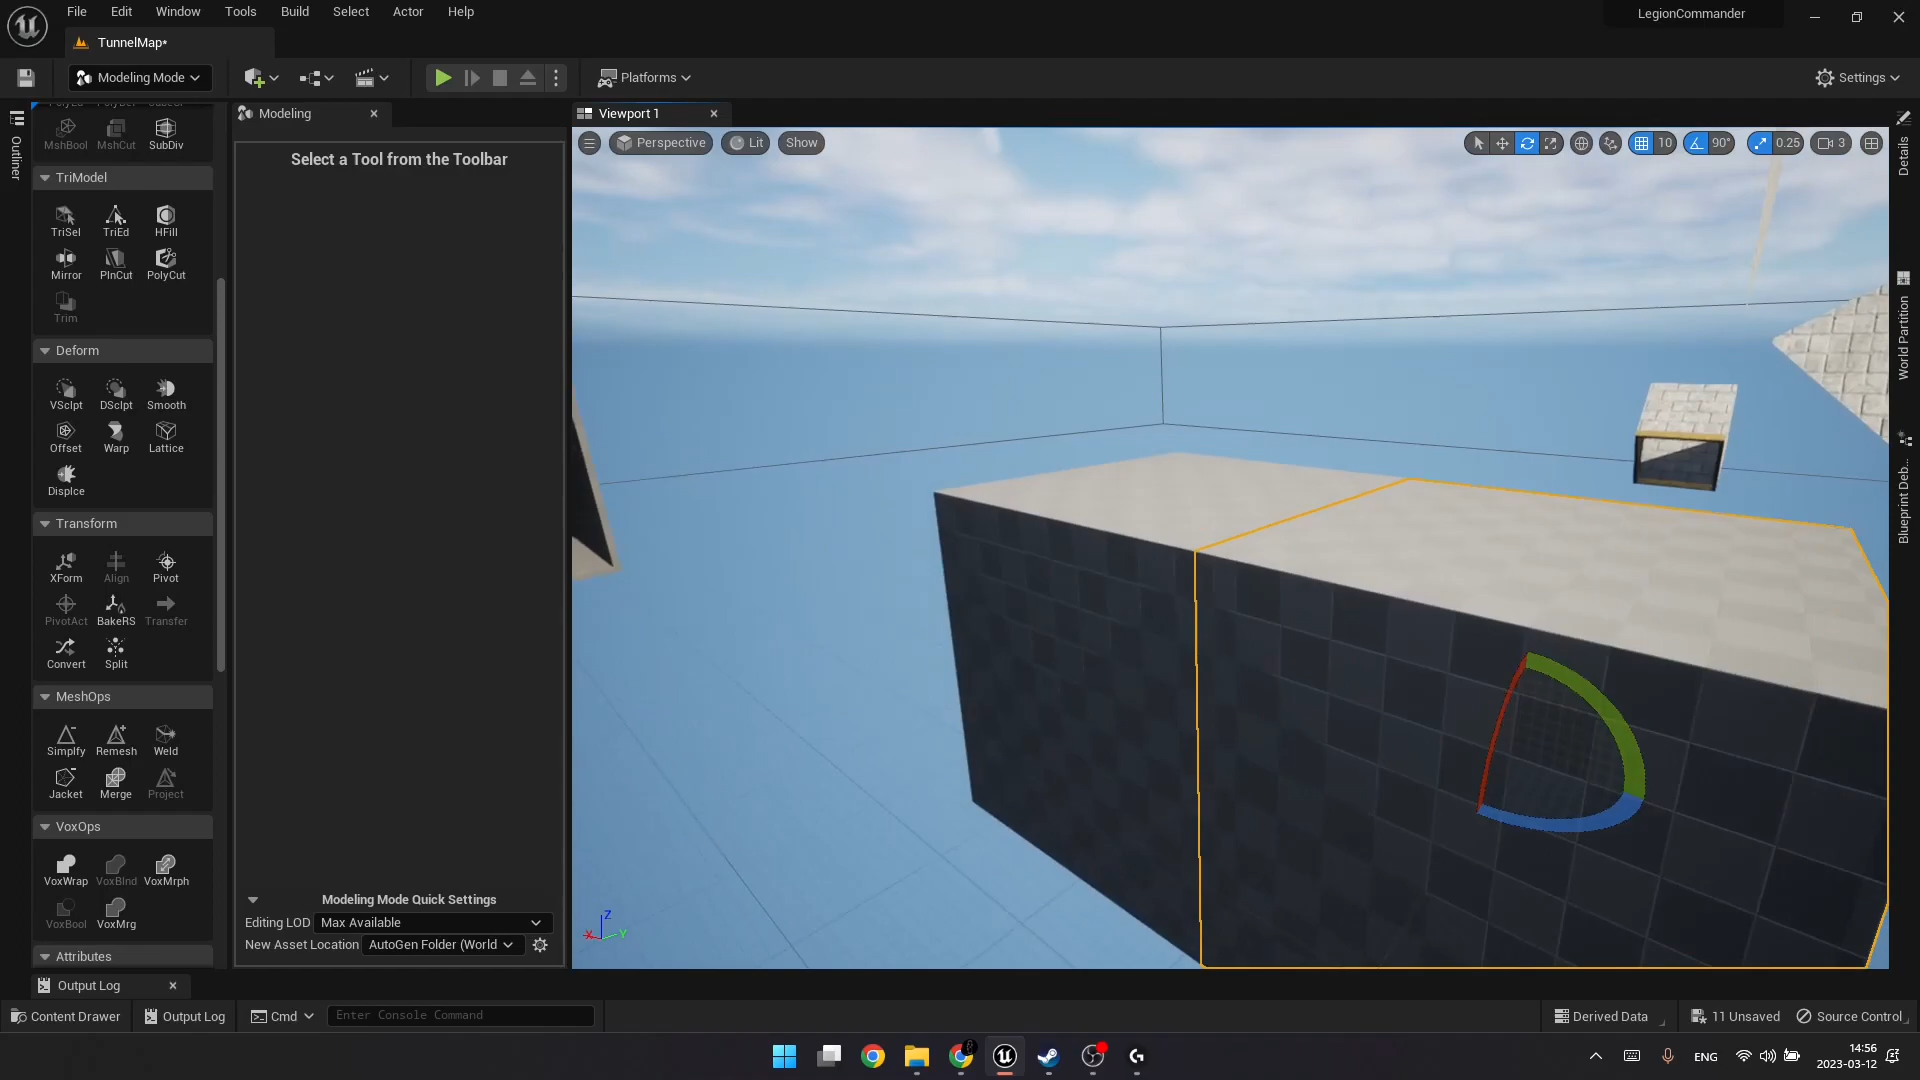 File Edit Window Tools Build Select Actor Help
LegionCommander
TunnelMap*
Modeling Mode
Platforms
Settings
Outliner
MshBool MshCut SubDiv
TriModel
TriSel TriEd HFill
Mirror PlnCut PolyCut
Trim
Deform
VSclpt DSclpt Smooth
Offset Warp Lattice
Displce
Transform
XForm Align Pivot
PivotAct BakeRS Transfer
Convert Split
MeshOps
Simplfy Remesh Weld
Jacket Merge Project
VoxOps
VoxWrap VoxBlnd VoxMrph
VoxBool VoxMrg
Attributes
Modeling
Select a Tool from the Toolbar
Modeling Mode Quick Settings
Editing LOD Max Available
New Asset Location AutoGen Folder (World
Viewport 1
Perspective Lit Show
10 90° 0.25 3
Z
X Y
Details
World Partition
Blueprint Deb..
Output Log
Content Drawer Output Log Cmd Enter Console Command
Derived Data 11 Unsaved Source Control
ENG
14:56
2023-03-12